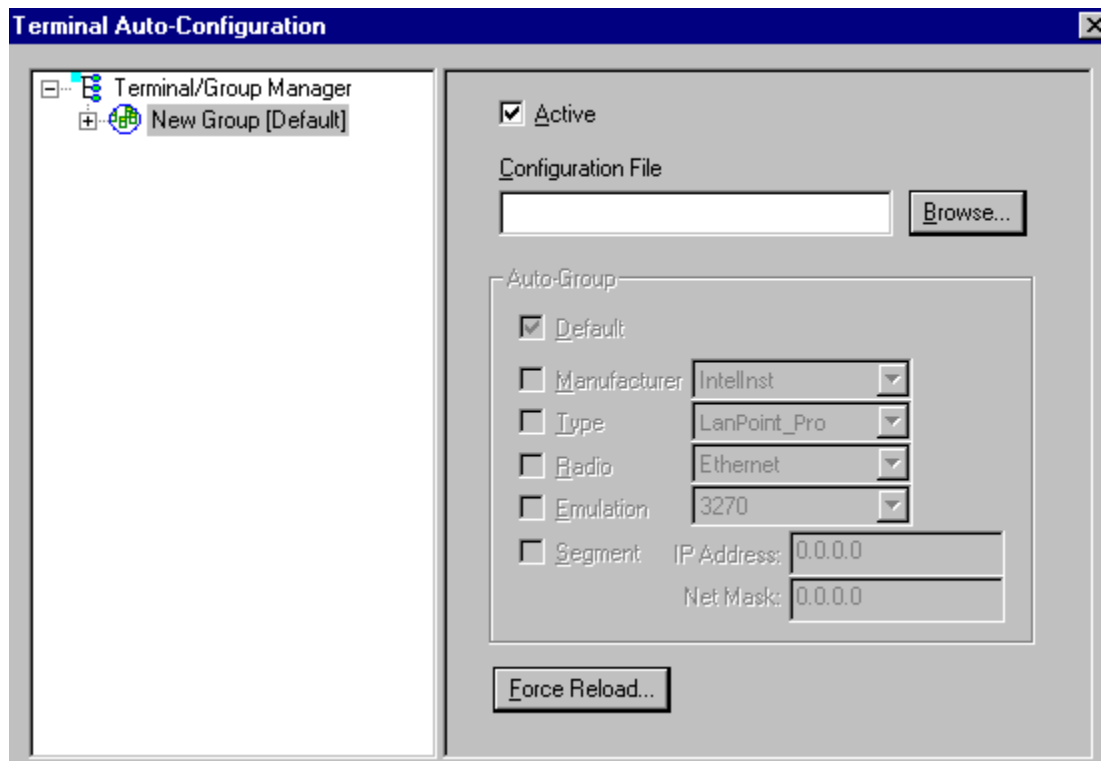 Terminal Auto-Configuration
Terminal/Group Manager
New Group [Default]
Active
Configuration File
Browse...
Auto-Group
Default
Manufacturer IntelInst
Type LanPoint_Pro
Radio Ethernet
Emulation 3270
Segment IP Address: 0.0.0.0
Net Mask: 0.0.0.0
Force Reload...